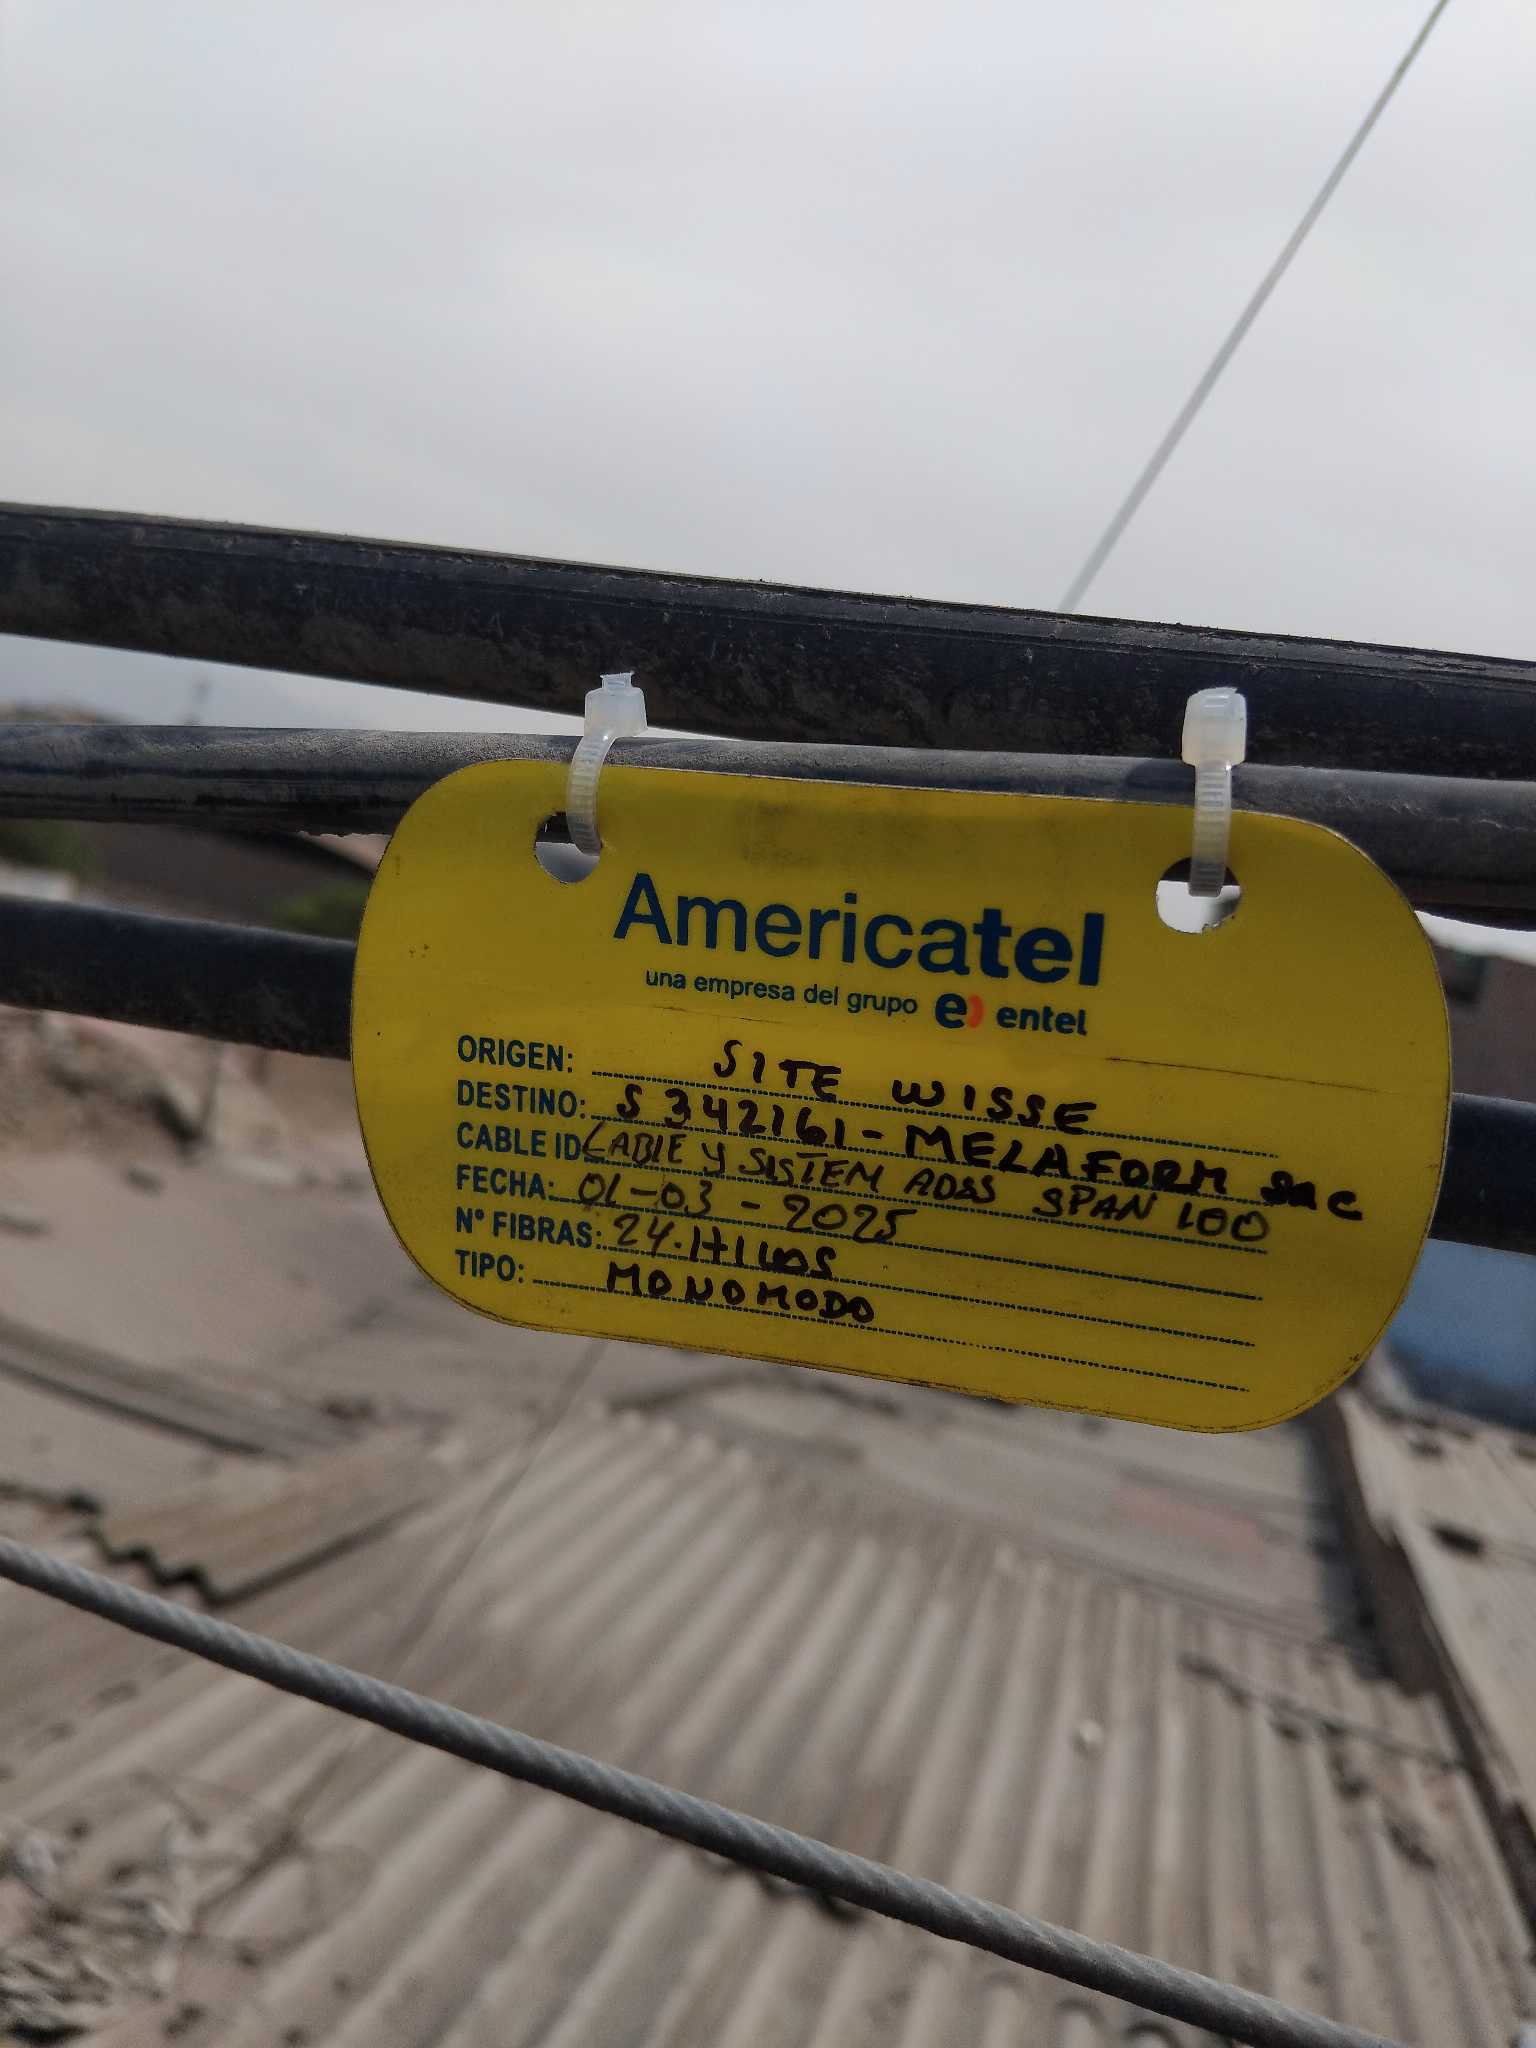 Americatel
una empresa del grupo e) entel
ORIGEN: SITE WISSE
DESTINO: S342161-MELAFORM SAC
CABLE ID: CABLE Y SISTEM ADSS SPAN 100
FECHA: 01-03-2025
N° FIBRAS: 24.HILOS
TIPO: MONOMODO